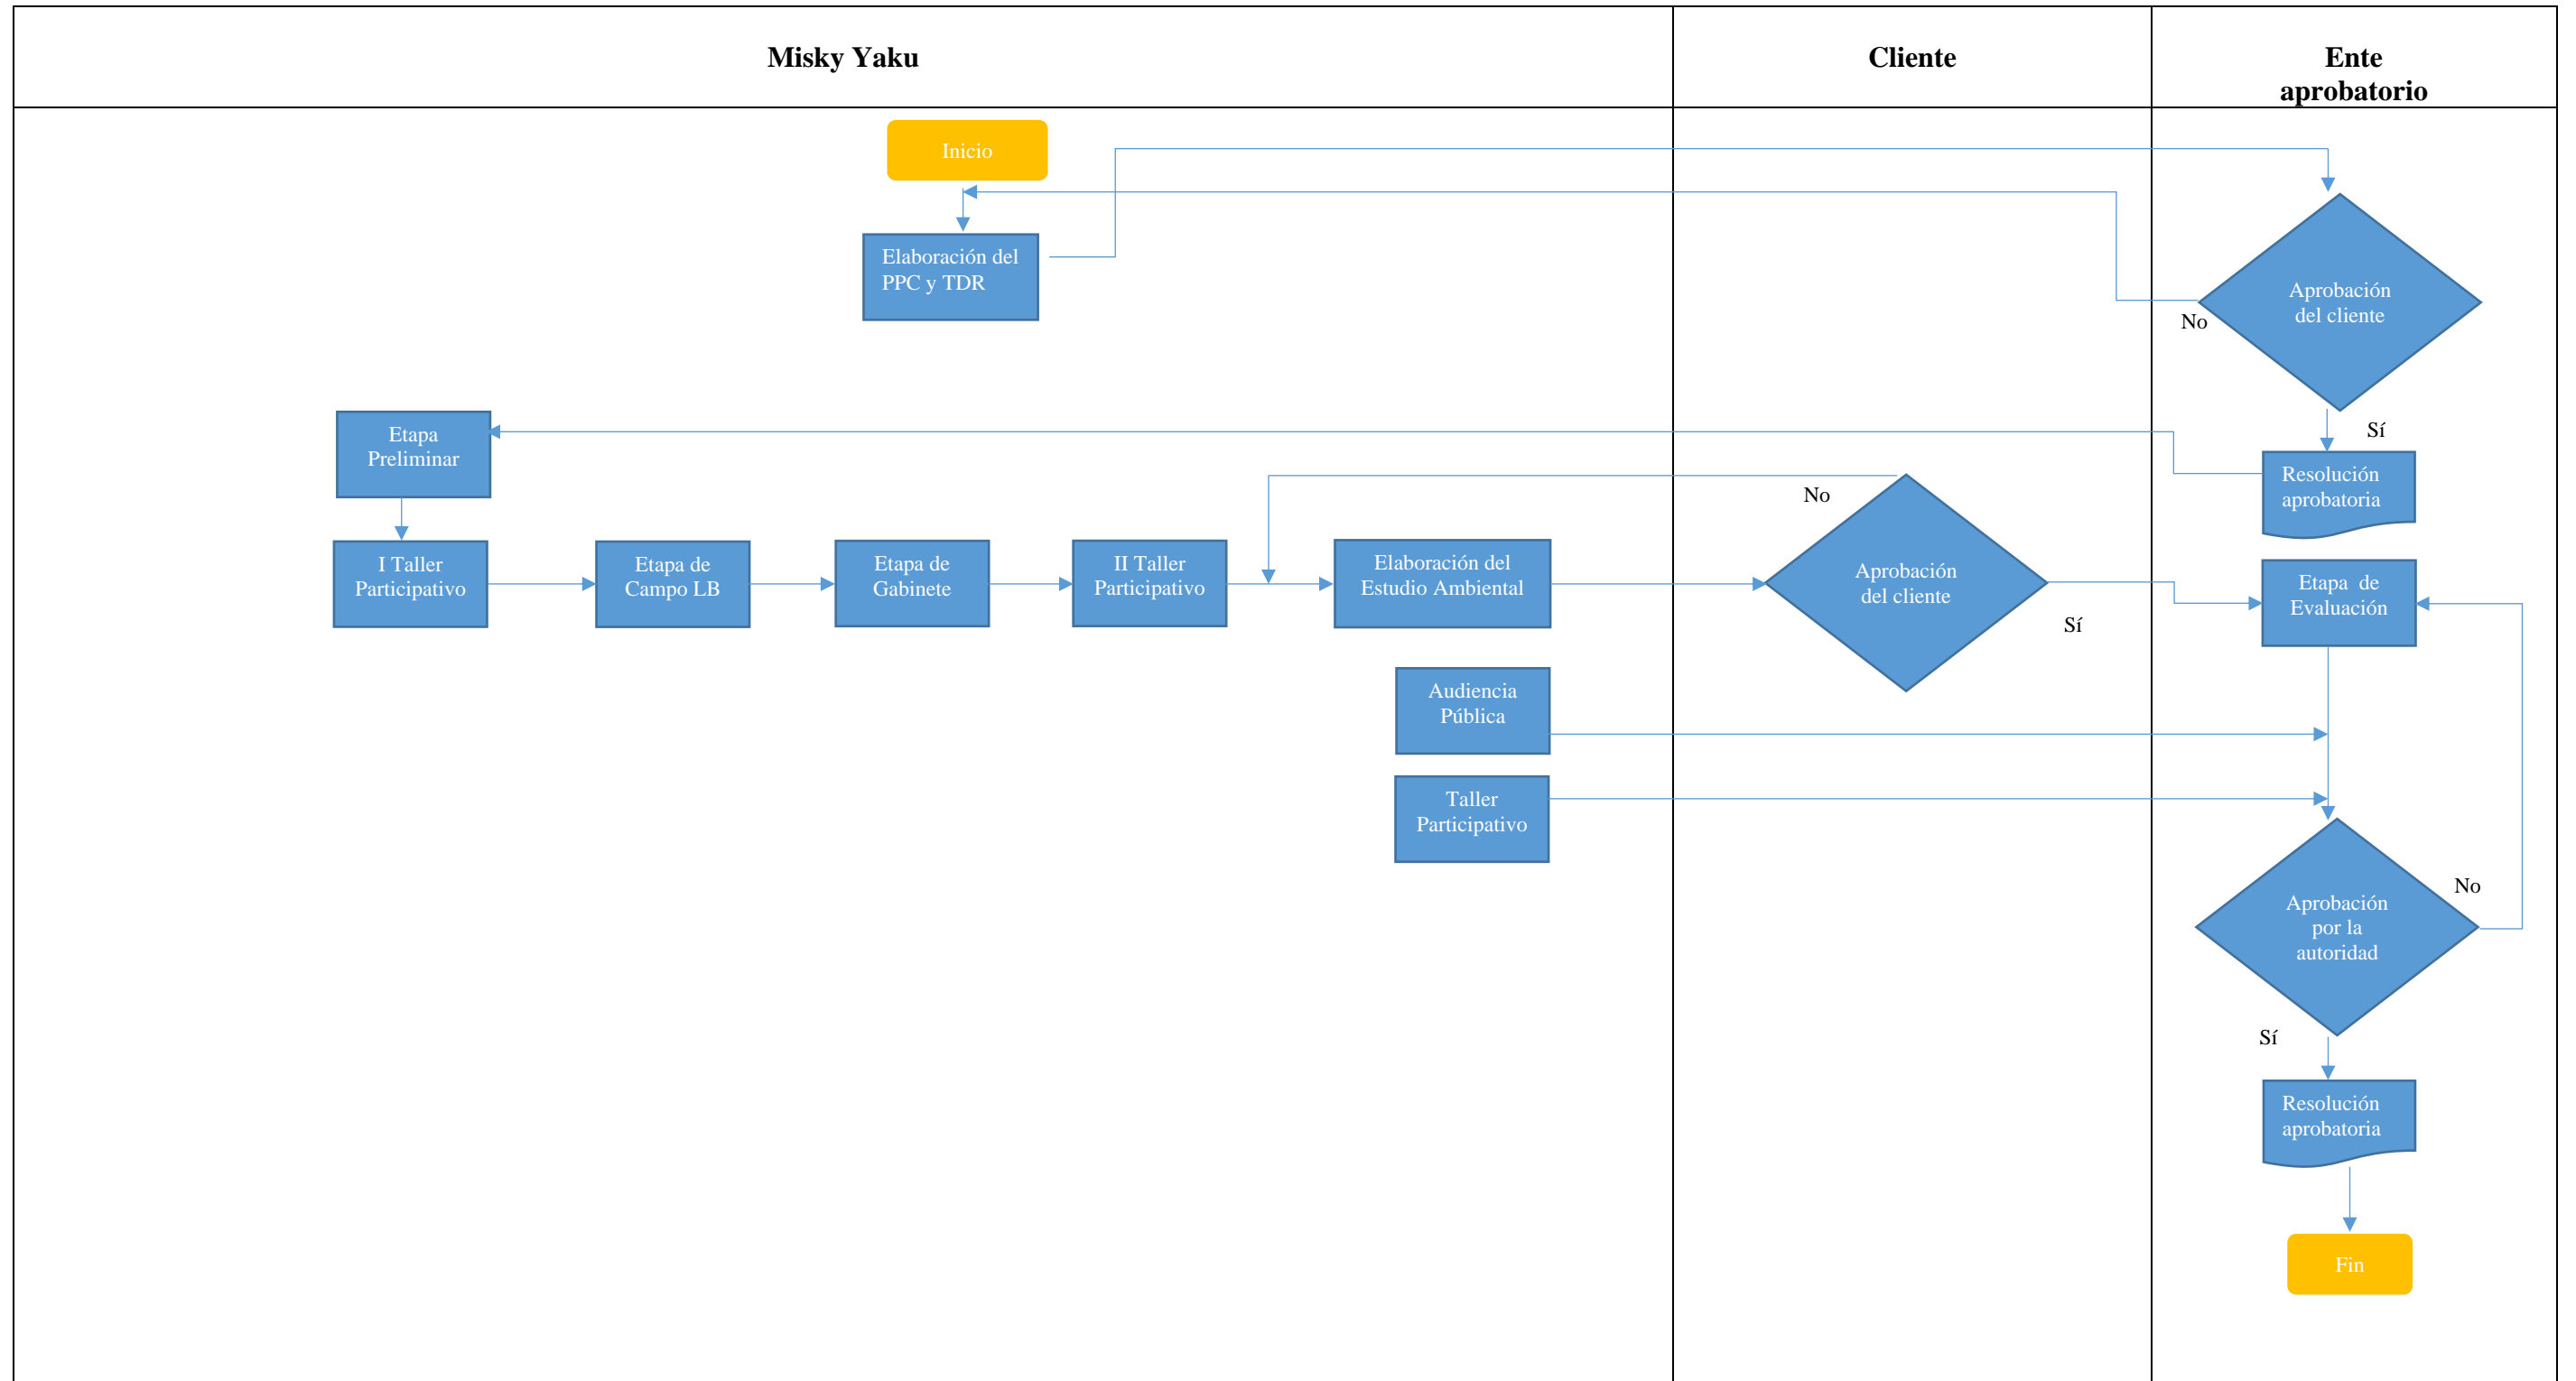 Misky Yaku
Cliente
Ente
aprobatorio
Inicio
Elaboración del
PPC y TDR
Aprobación
del cliente
No
Sí
Etapa
Preliminar
Resolución
aprobatoria
No
I Taller
Participativo
Etapa de
Campo LB
Etapa de
Gabinete
II Taller
Participativo
Elaboración del
Estudio Ambiental
Aprobación
del cliente
Sí
Etapa de
Evaluación
Audiencia
Pública
Taller
Participativo
Aprobación
por la
autoridad
No
Sí
Resolución
aprobatoria
Fin